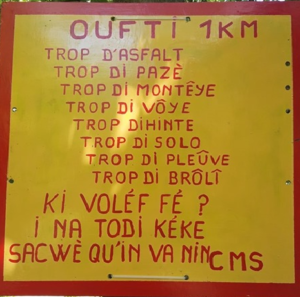 OUFTI 1KM
TROP D'ASFALT
TROP DI PAZÈ
TROP DI MONTÊYE
TROP DI VÔYE
TROP DIHINTE
TROP DI SOLO
TROP DI PLEÛVE
TROP DI BRÔLÎ
KI VOLÉF FÉ ?
I NA TODI KÉKE
SACWÈ QU'IN VA NIN CMS